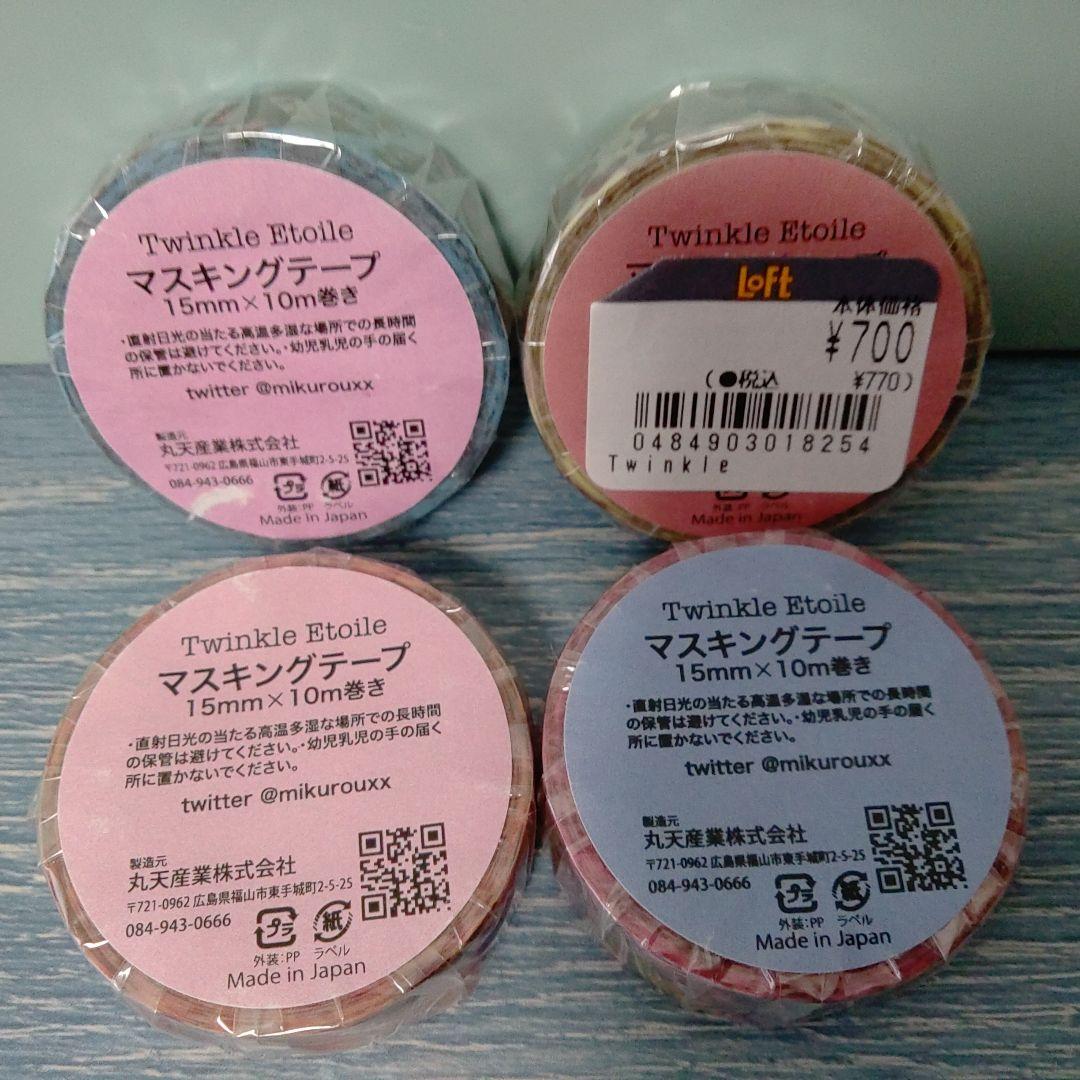 Twinkle Etoile
マスキングテープ
15mm×10m巻き
・直射日光の当たる高温多湿な場所での長時間
の保管は避けてください。・幼児乳児の手の届く
所に置かないでください。
twitter @mikurouxx
製造元
丸天産業株式会社
〒721-0962 広島県福山市東手城町2-5-25
084-943-0666
プラ 紙
外装:PP ラベル
Made in Japan
Twinkle Etoile
Loft
本体価格
¥700
(●税込 ¥770)
0484903018254
Twinkle
外装:PP ラベル
Made in Japan
Twinkle Etoile
マスキングテープ
15mm×10m巻き
・直射日光の当たる高温多湿な場所での長時間
の保管は避けてください。・幼児乳児の手の届く
所に置かないでください。
twitter @mikurouxx
製造元
丸天産業株式会社
〒721-0962 広島県福山市東手城町2-5-25
084-943-0666
プラ 紙
外装:PP ラベル
Made in Japan
Twinkle Etoile
マスキングテープ
15mm×10m巻き
・直射日光の当たる高温多湿な場所での長時間
の保管は避けてください。・幼児乳児の手の届く
所に置かないでください。
twitter @mikurouxx
製造元
丸天産業株式会社
〒721-0962 広島県福山市東手城町2-5-25
084-943-0666
プラ 紙
外装:PP ラベル
Made in Japan